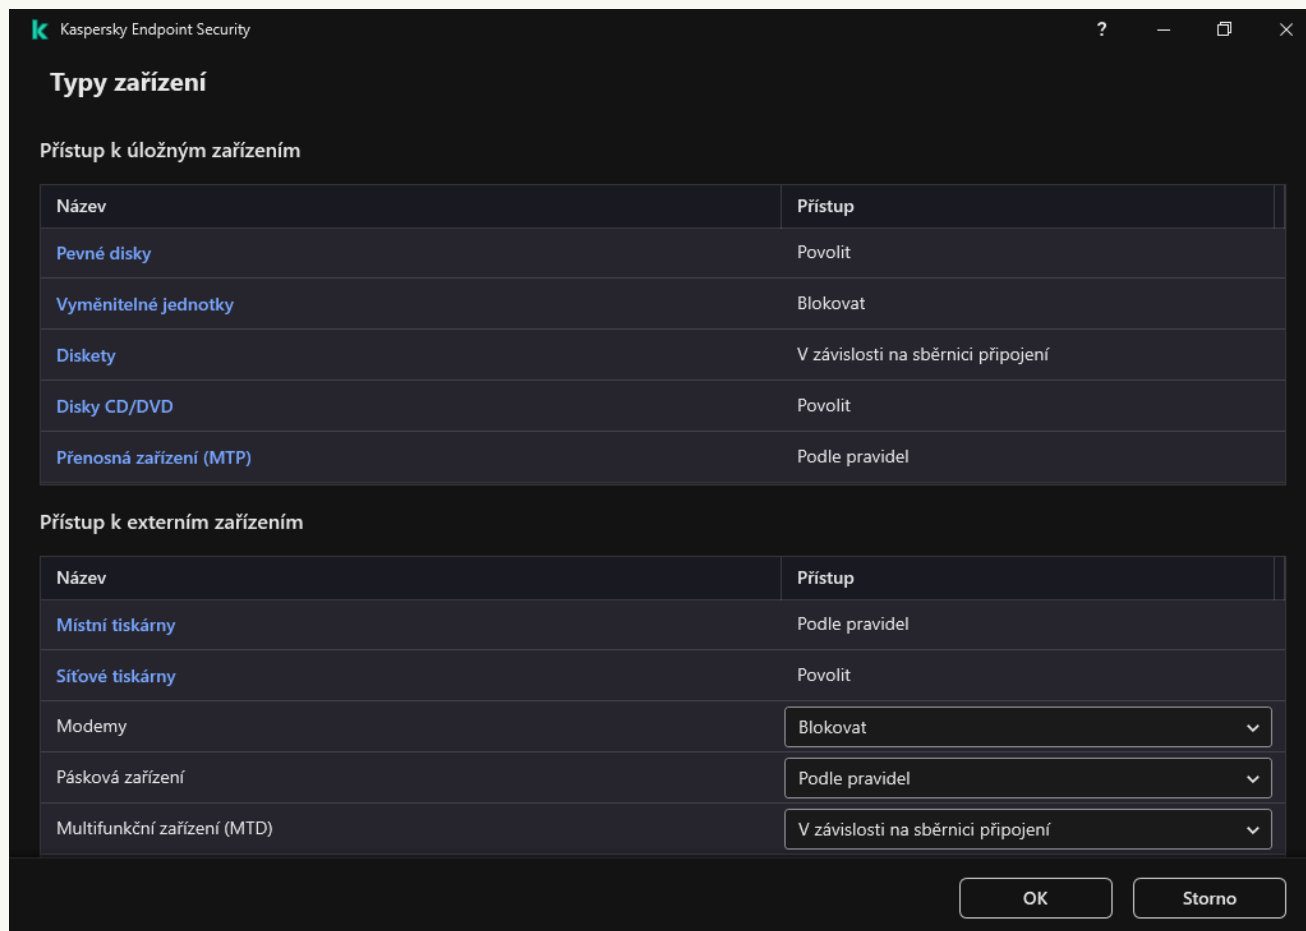 Kaspersky Endpoint Security
?
Typy zařízení
Přístup k úložným zařízením
Název Přístup
Pevné disky Povolit
Vyměnitelné jednotky Blokovat
Diskety V závislosti na sběrnici připojení
Disky CD/DVD Povolit
Přenosná zařízení (MTP) Podle pravidel
Přístup k externím zařízením
Název Přístup
Místní tiskárny Podle pravidel
Síťové tiskárny Povolit
Modemy Blokovat
Pásková zařízení Podle pravidel
Multifunkční zařízení (MTD) V závislosti na sběrnici připojení
OK Storno